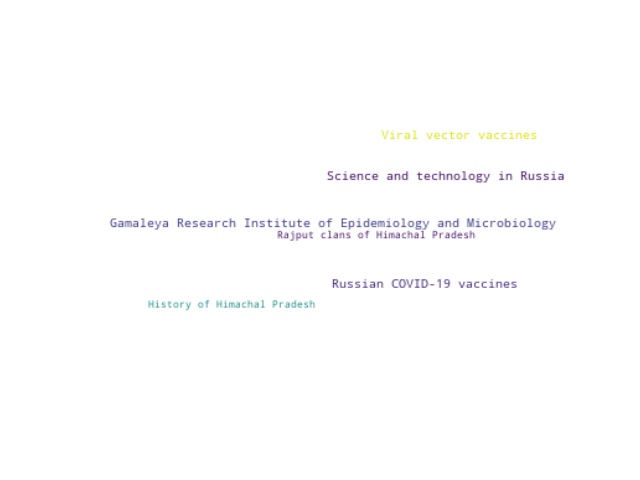 Viral vector vaccines
Science and technology in Russia
Gamaleya Research Institute of Epidemiology and Microbiology
Rajput clans of Himachal Pradesh
Russian COVID-19 vaccines
History of Himachal Pradesh